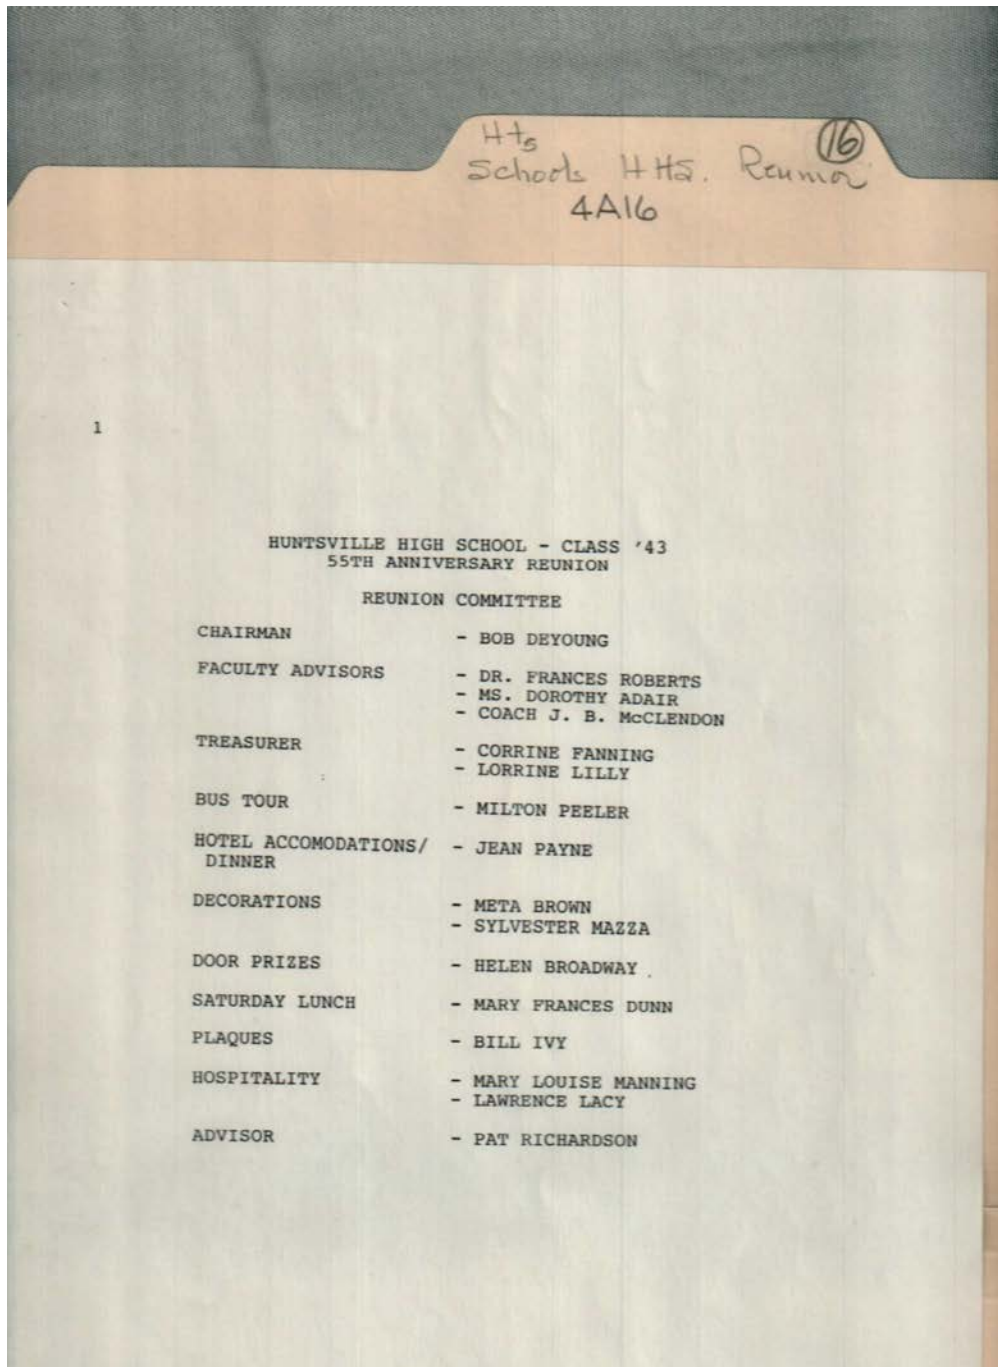 Hts
16
Schools HHS. Reunion
4A16
1
HUNTSVILLE HIGH SCHOOL - CLASS '43
55TH ANNIVERSARY REUNION
REUNION COMMITTEE
CHAIRMAN - BOB DEYOUNG
FACULTY ADVISORS - DR. FRANCES ROBERTS
- MS. DOROTHY ADAIR
- COACH J. B. McCLENDON
TREASURER - CORRINE FANNING
- LORRINE LILLY
BUS TOUR - MILTON PEELER
HOTEL ACCOMODATIONS/ - JEAN PAYNE
DINNER
DECORATIONS - META BROWN
- SYLVESTER MAZZA
DOOR PRIZES - HELEN BROADWAY .
SATURDAY LUNCH - MARY FRANCES DUNN
PLAQUES - BILL IVY
HOSPITALITY - MARY LOUISE MANNING
- LAWRENCE LACY
ADVISOR - PAT RICHARDSON